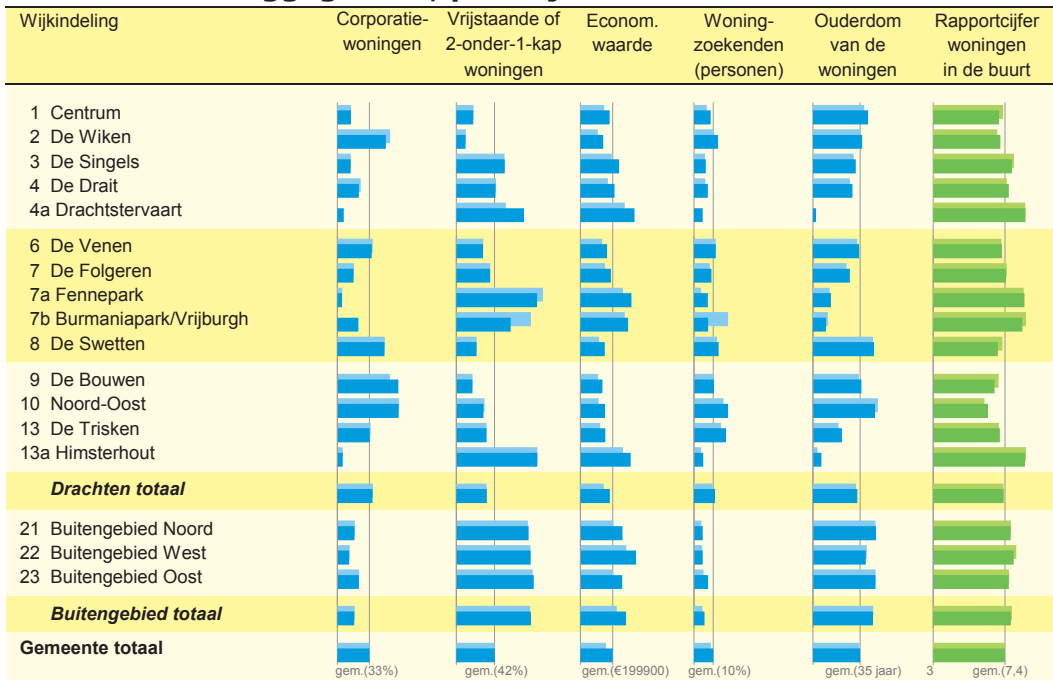 Wijkindeling
Corporatie-
woningen
Vrijstaande of
2-onder-1-kap
woningen
Econom.
waarde
Woning-
zoekenden
(personen)
Ouderdom
van de
woningen
Rapportcijfer
woningen
in de buurt
1 Centrum
2 De Wiken
3 De Singels
4 De Drait
4a Drachtstervaart
6 De Venen
7 De Folgeren
7a Fennepark
7b Burmaniapark/Vrijburgh
8 De Swetten
9 De Bouwen
10 Noord-Oost
13 De Trisken
13a Himsterhout
Drachten totaal
21 Buitengebied Noord
22 Buitengebied West
23 Buitengebied Oost
Buitengebied totaal
Gemeente totaal
gem.(33%) gem.(42%) gem.(€199900) gem.(10%) gem.(35 jaar) 3 gem.(7,4)